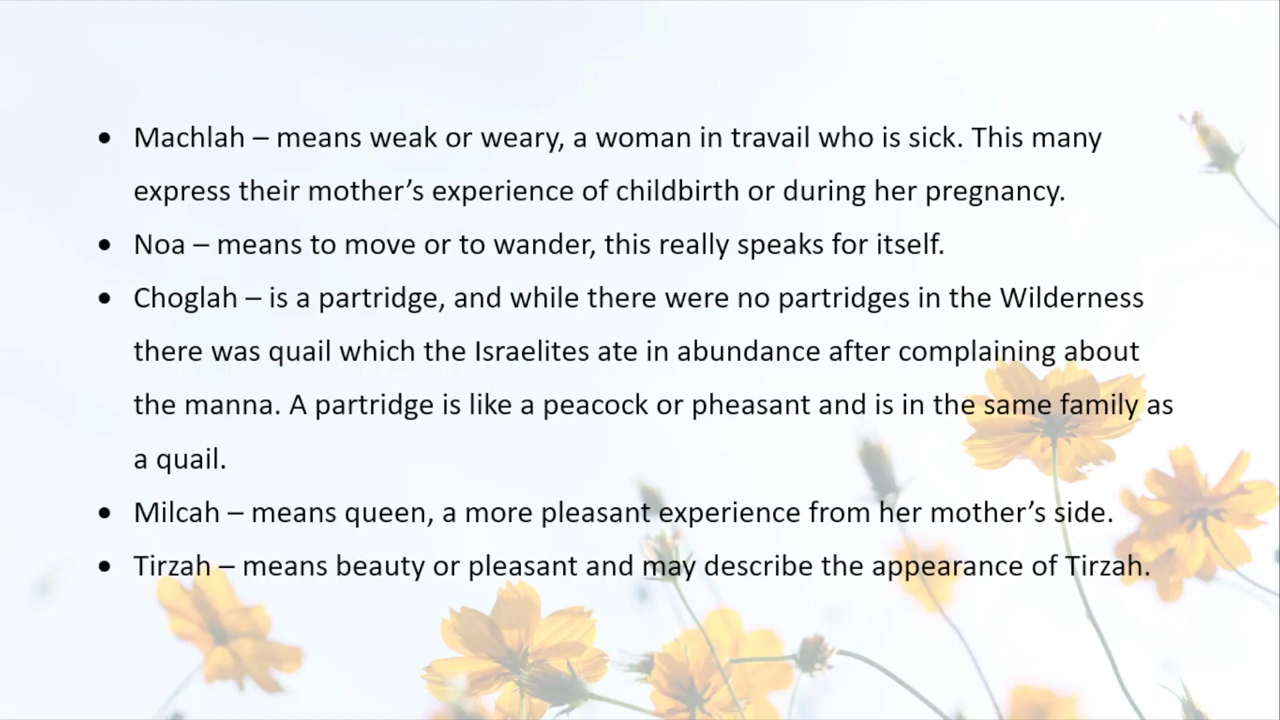 • Machlah – means weak or weary, a woman in travail who is sick. This many
express their mother’s experience of childbirth or during her pregnancy.
• Noa – means to move or to wander, this really speaks for itself.
• Choglah – is a partridge, and while there were no partridges in the Wilderness
there was quail which the Israelites ate in abundance after complaining about
the manna. A partridge is like a peacock or pheasant and is in the same family as
a quail.
• Milcah – means queen, a more pleasant experience from her mother’s side.
• Tirzah – means beauty or pleasant and may describe the appearance of Tirzah.